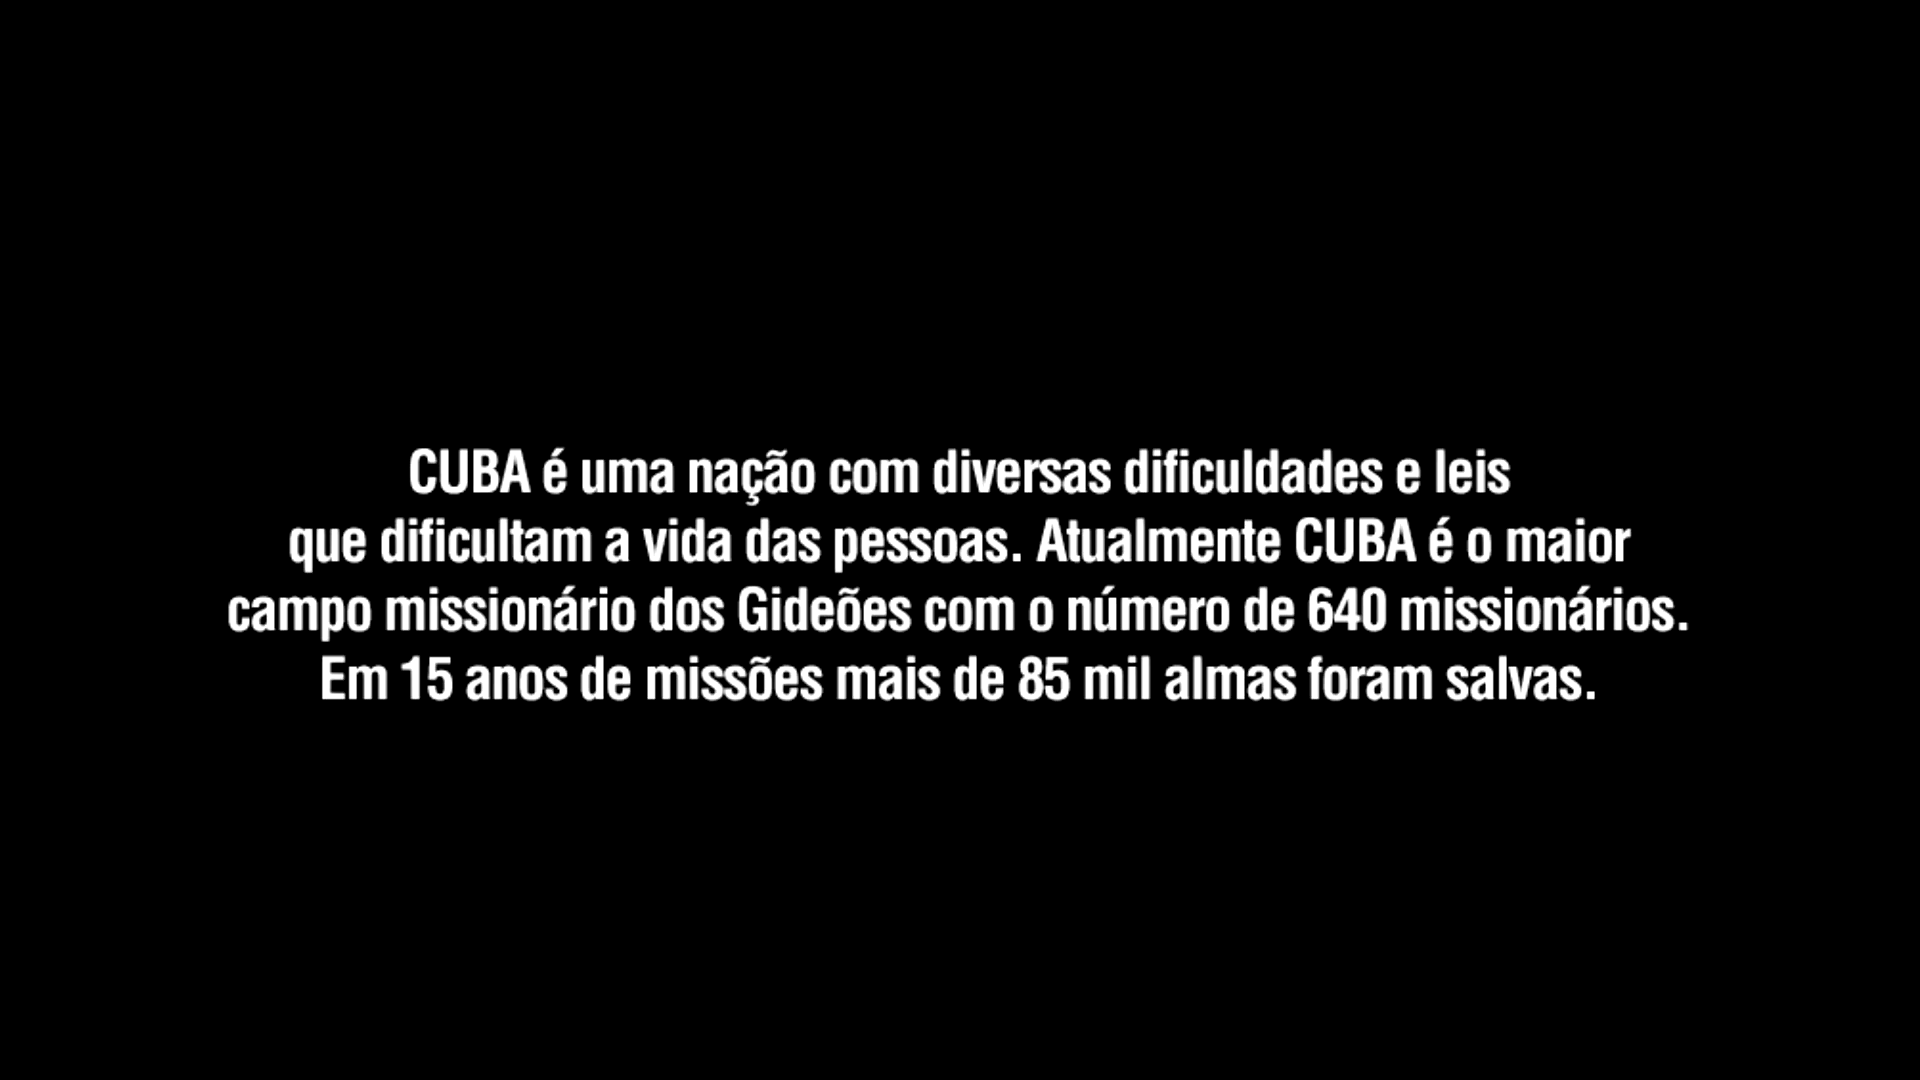 CUBA é uma nação com diversas dificuldades e leis
que dificultam a vida das pessoas. Atualmente CUBA é o maior
campo missionário dos Gideões com o número de 640 missionários.
Em 15 anos de missões mais de 85 mil almas foram salvas.